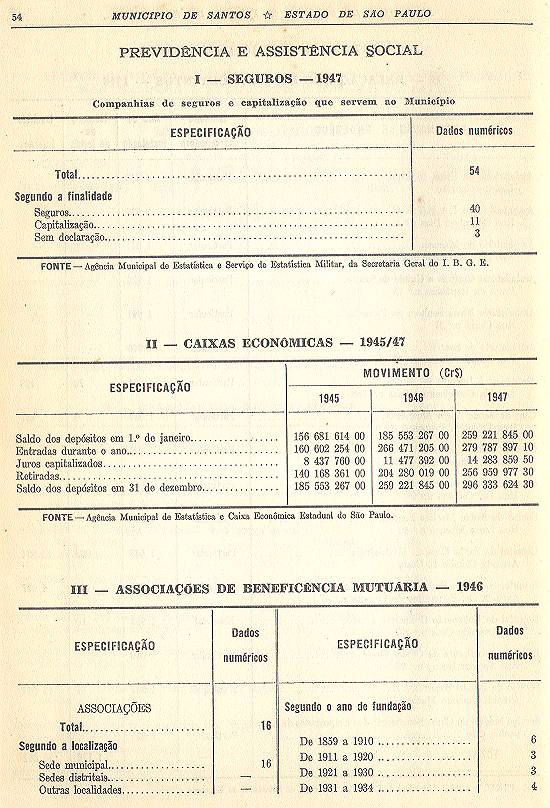 54 MUNICIPIO DE SANTOS ☆ ESTADO DE SÃO PAULO
PREVIDÊNCIA E ASSISTÊNCIA SOCIAL
I — SEGUROS — 1947
Companhias de seguros e capitalização que servem ao Município
ESPECIFICAÇÃO Dados numéricos
Total 54
Segundo a finalidade
Seguros 40
Capitalização 11
Sem declaração 3
FONTE — Agência Municipal de Estatística e Serviço de Estatística Militar, da Secretaria Geral do I. B. G. E.
II — CAIXAS ECONÔMICAS — 1945/47
ESPECIFICAÇÃO MOVIMENTO (Cr$)
1945 1946 1947
Saldo dos depósitos em 1.º de janeiro 156 681 614 00 185 553 267 00 259 221 845 00
Entradas durante o ano 160 602 254 00 266 471 205 00 279 787 897 10
Juros capitalizados 8 437 760 00 11 477 392 00 14 283 859 50
Retiradas 140 168 361 00 204 280 019 00 256 959 977 30
Saldo dos depósitos em 31 de dezembro 185 553 267 00 259 221 845 00 296 333 624 30
FONTE — Agência Municipal de Estatística e Caixa Econômica Estadual de São Paulo.
III — ASSOCIAÇÕES DE BENEFICÊNCIA MUTUÁRIA — 1946
ESPECIFICAÇÃO Dados numéricos ESPECIFICAÇÃO Dados numéricos
ASSOCIAÇÕES
Total 16
Segundo a localização
Sede municipal 16
Sedes distritais —
Outras localidades —
Segundo o ano de fundação
De 1859 a 1910 6
De 1911 a 1920 3
De 1921 a 1930 3
De 1931 a 1934 4